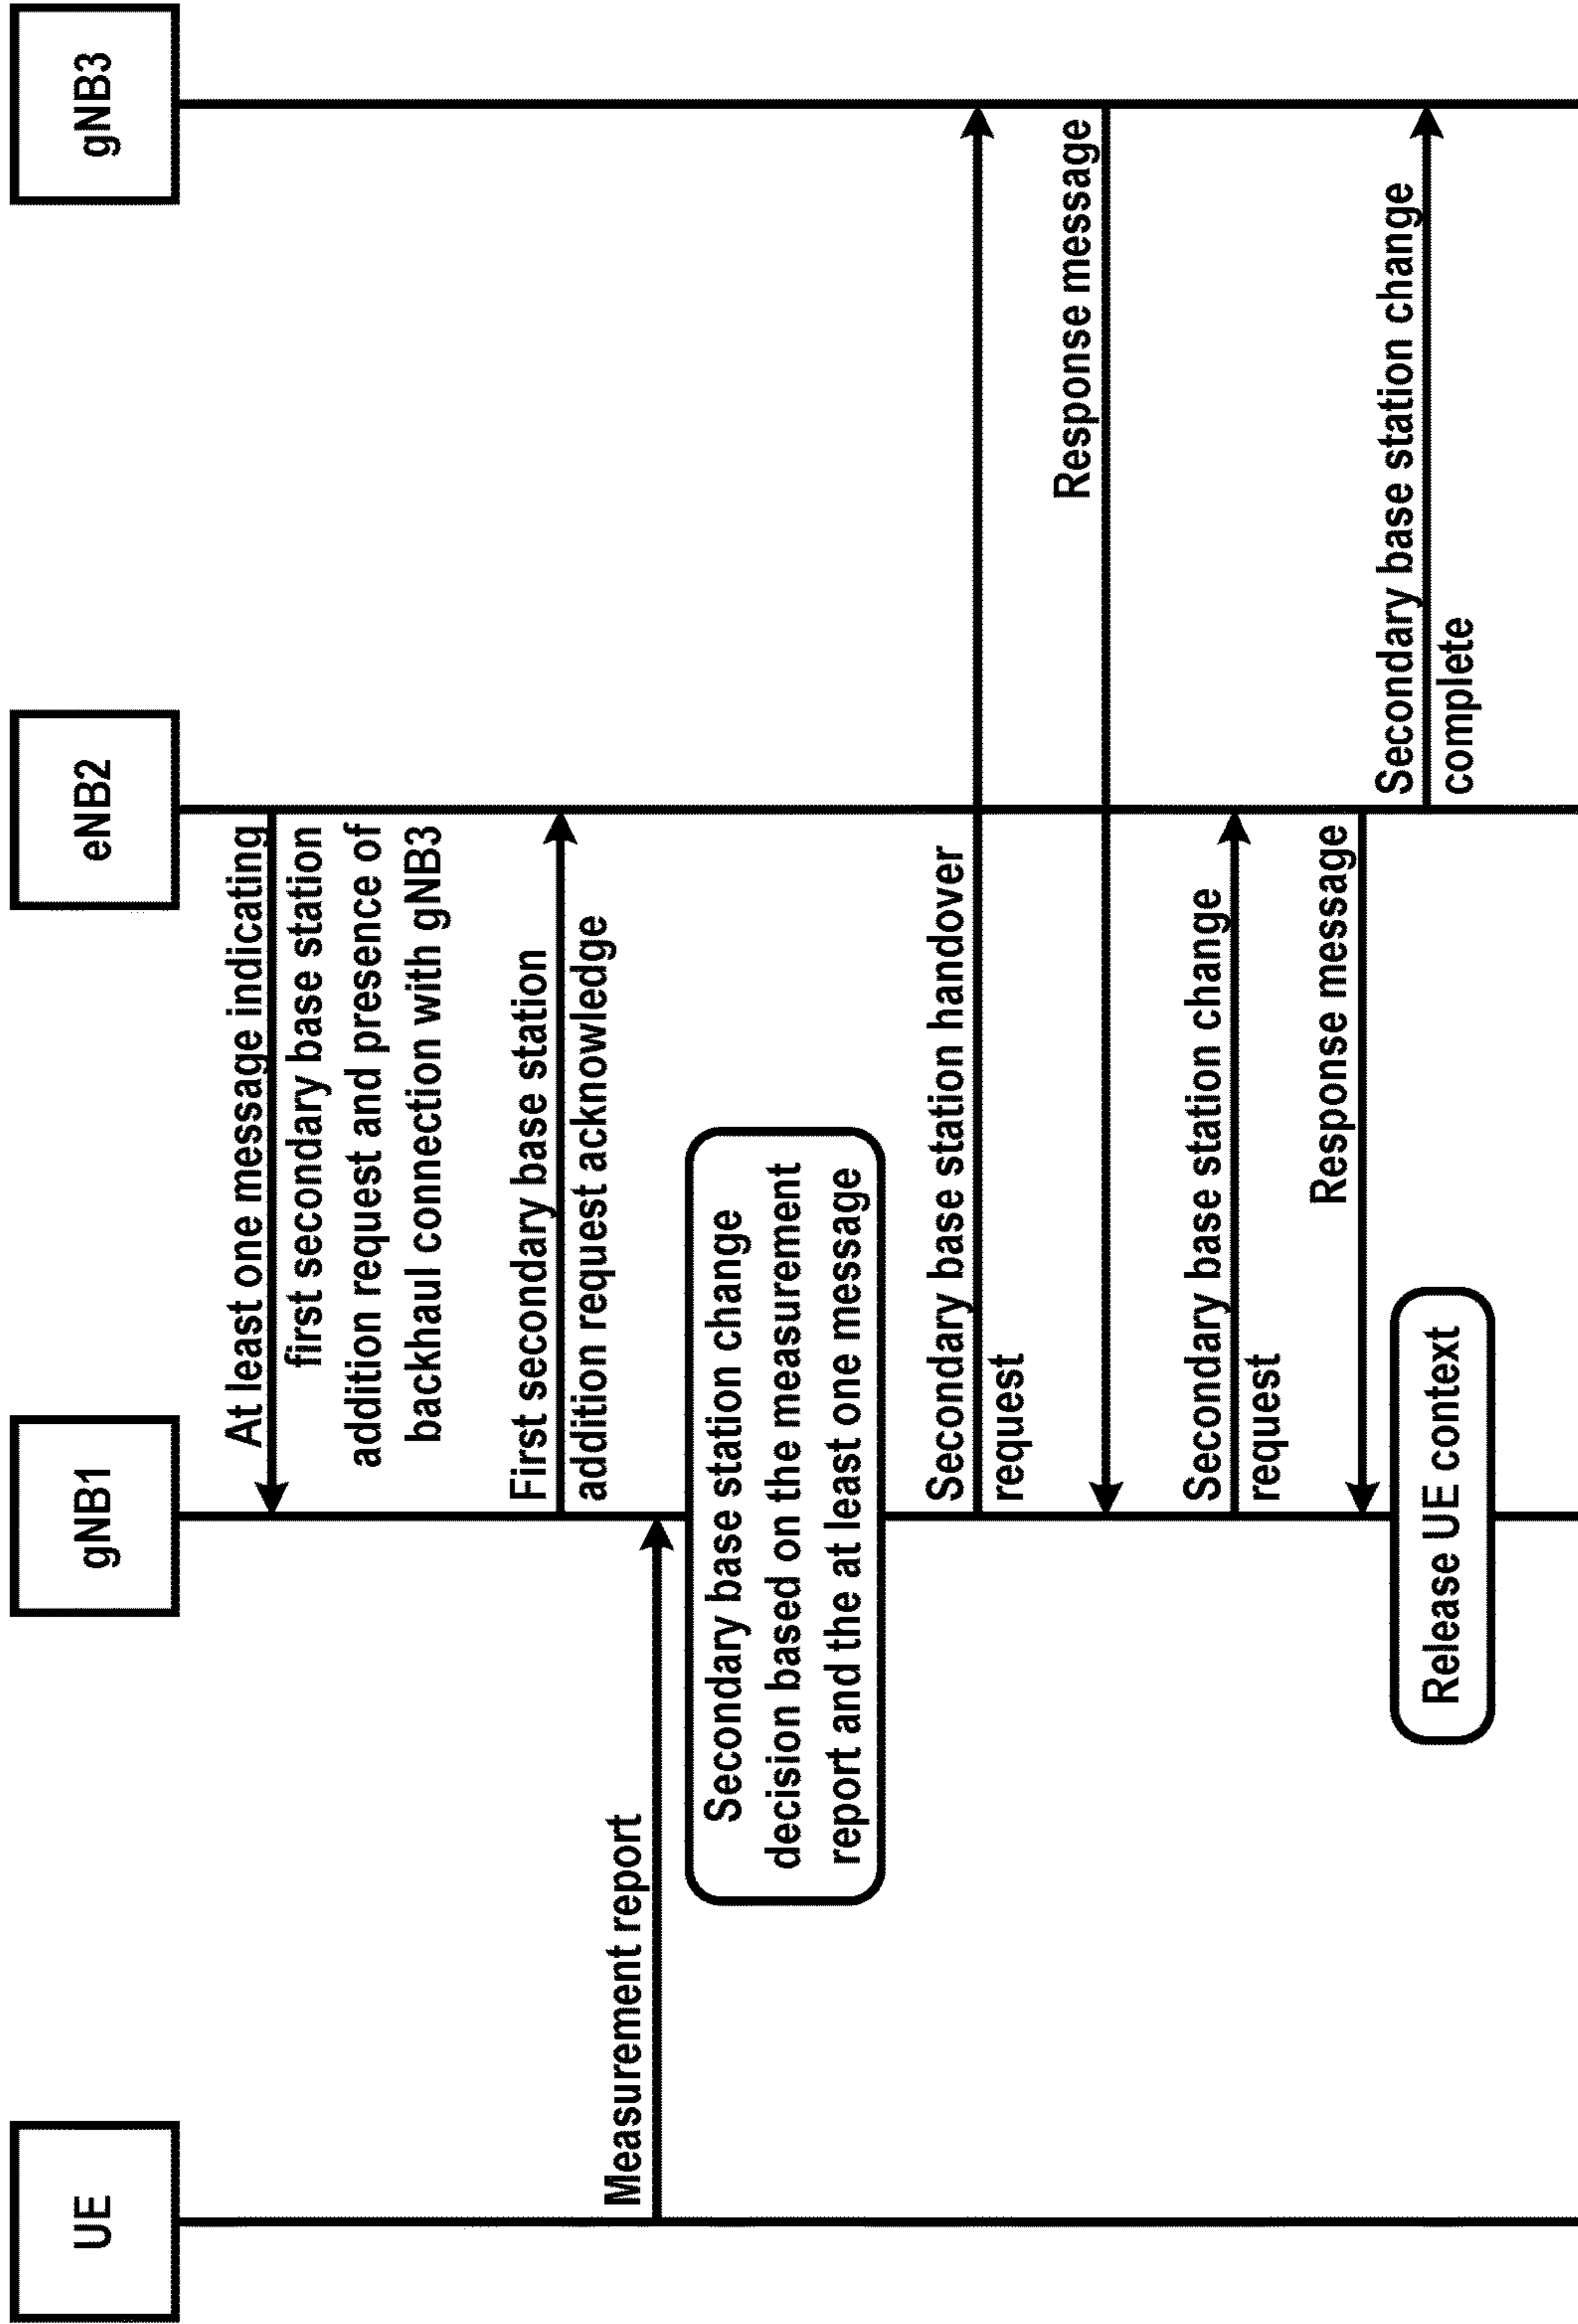 UE
gNB1
eNB2
gNB3
At least one message indicating
first secondary base station
addition request and presence of
backhaul connection with gNB3
First secondary base station
addition request acknowledge
Measurement report
Secondary base station change
decision based on the measurement
report and the at least one message
Secondary base station handover
request
Response message
Secondary base station change
request
Response message
Secondary base station change
complete
Release UE context